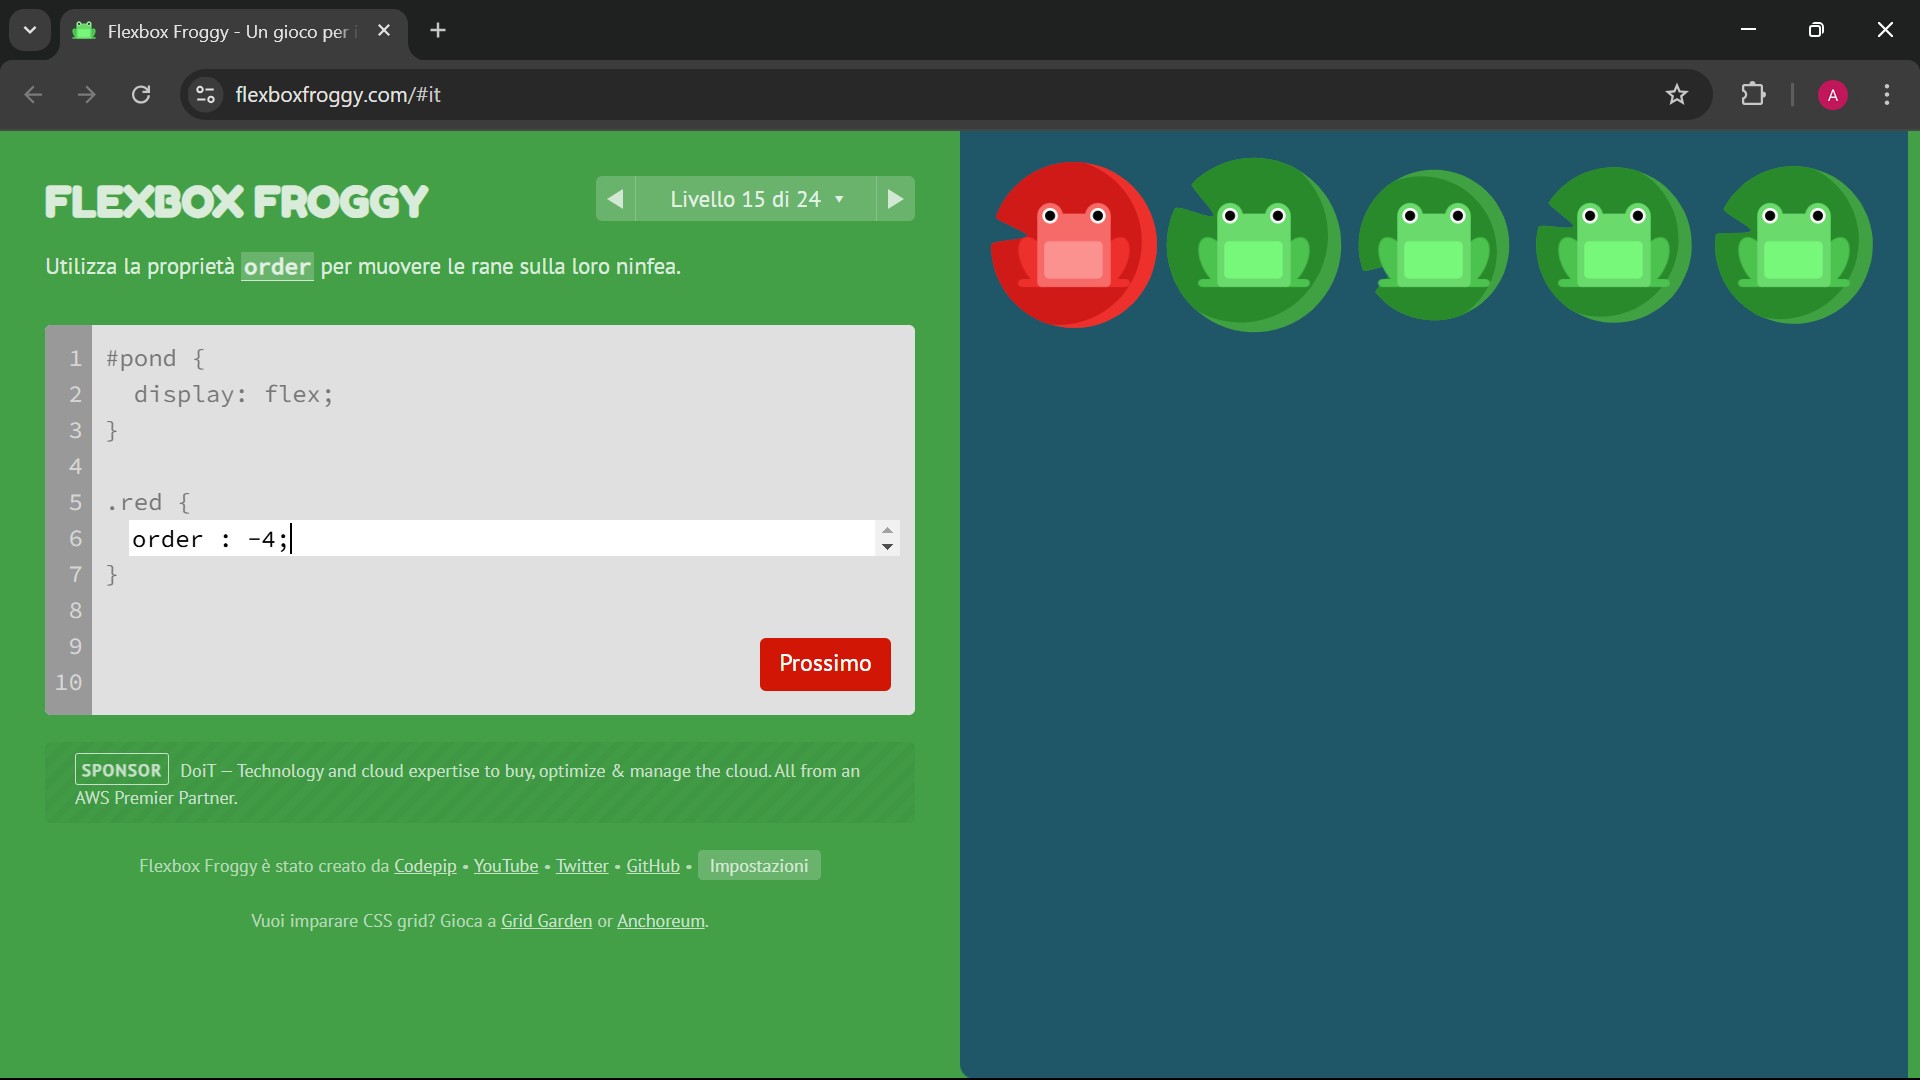 Flexbox Froggy - Un gioco per i
flexboxfroggy.com/#it
A
FLEXBOX FROGGY
Livello 15 di 24
Utilizza la proprietà order per muovere le rane sulla loro ninfea.
1 #pond {
2 display: flex;
3 }
4
5 .red {
6 order : -4;
7 }
8
9
10
Prossimo
SPONSOR DoiT – Technology and cloud expertise to buy, optimize & manage the cloud. All from an
AWS Premier Partner.
Flexbox Froggy è stato creato da Codepip • YouTube • Twitter • GitHub • Impostazioni
Vuoi imparare CSS grid? Gioca a Grid Garden or Anchoreum.